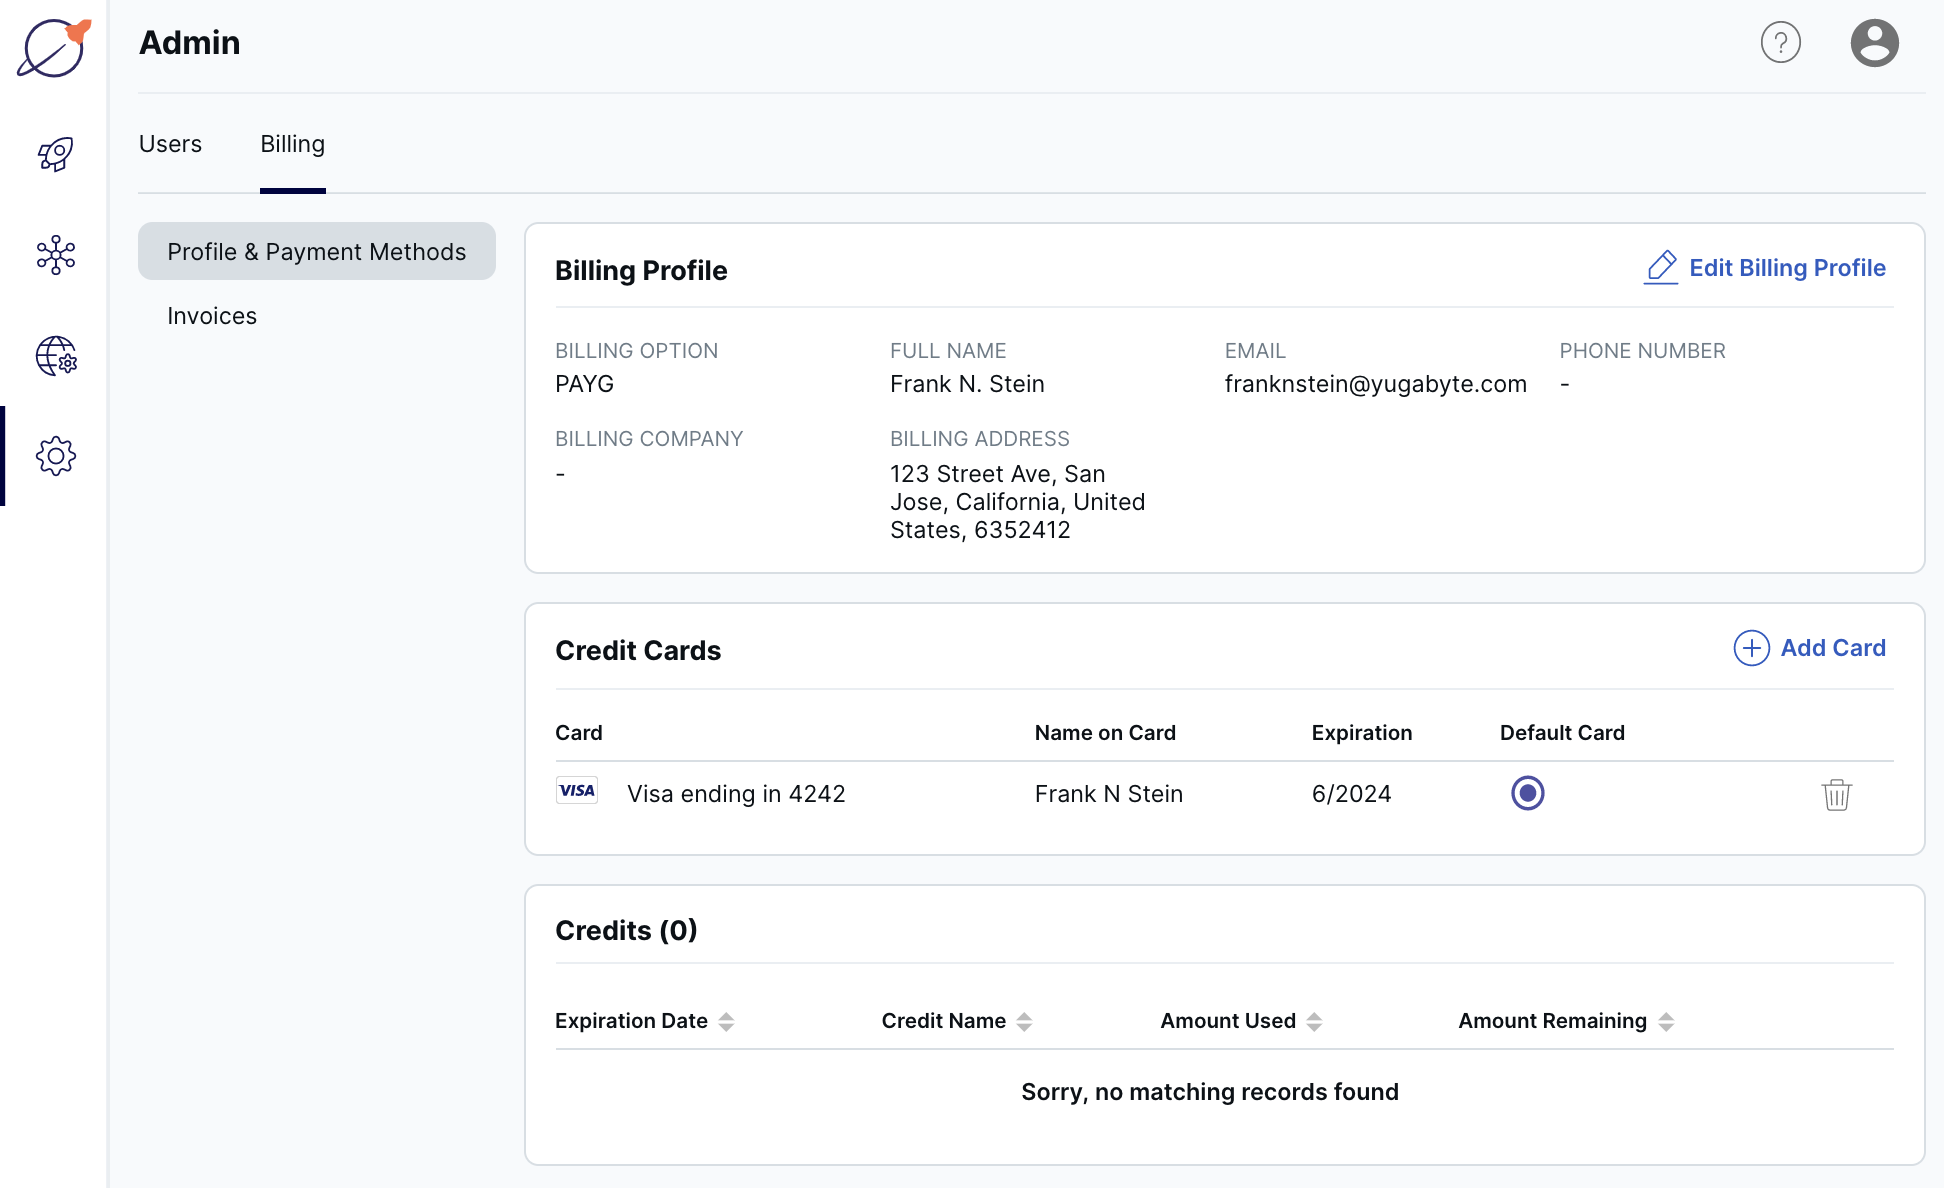 Admin
?
Users
Billing
Profile & Payment Methods
Invoices
Billing Profile
Edit Billing Profile
BILLING OPTION
PAYG
FULL NAME
Frank N. Stein
EMAIL
franknstein@yugabyte.com
PHONE NUMBER
-
BILLING COMPANY
-
BILLING ADDRESS
123 Street Ave, San
Jose, California, United
States, 6352412
Credit Cards
Add Card
Card
Name on Card
Expiration
Default Card
VISA
Visa ending in 4242
Frank N Stein
6/2024
Credits (0)
Expiration Date
Credit Name
Amount Used
Amount Remaining
Sorry, no matching records found